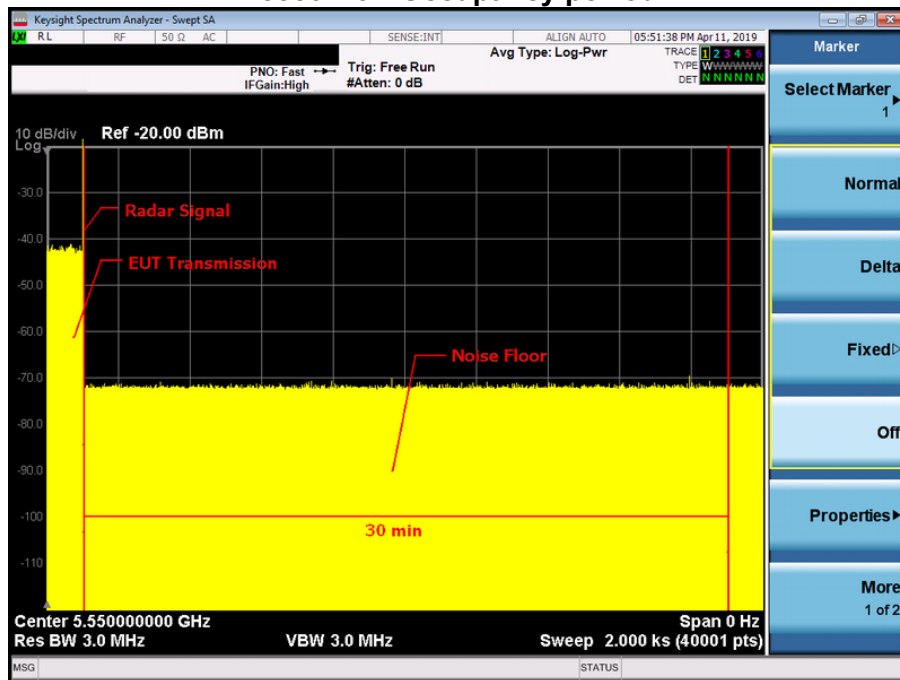 Keysight Spectrum Analyzer - Swept SA
LXI RL RF 50 Ω AC SENSE:INT ALIGN AUTO 05:51:38 PM Apr 11, 2019
Marker
Avg Type: Log-Pwr
TRACE 1 2 3 4 5 6
TYPE WWWWWW
DET N N N N N N
PNO: Fast
IFGain:High
Trig: Free Run
#Atten: 0 dB
Select Marker
1
10 dB/div
Log
Ref -20.00 dBm
-30.0
-40.0
-50.0
-60.0
-70.0
-80.0
-90.0
-100
-110
Radar Signal
EUT Transmission
Noise Floor
30 min
Normal
Delta
Fixed
Off
Properties
More
1 of 2
Center 5.550000000 GHz
Span 0 Hz
Res BW 3.0 MHz
VBW 3.0 MHz
Sweep 2.000 ks (40001 pts)
MSG
STATUS